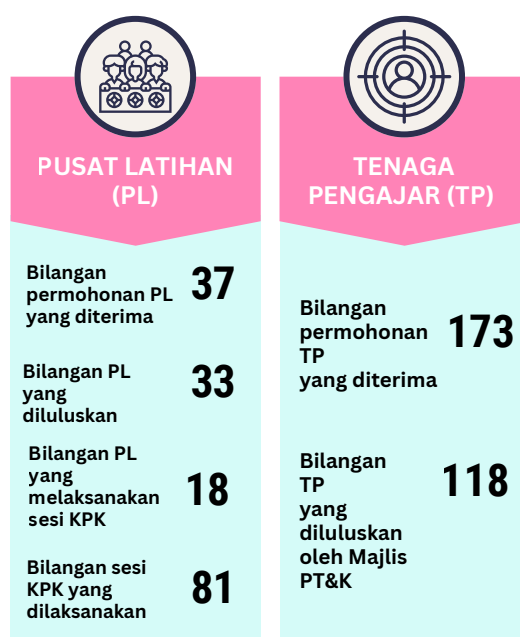 PUSAT LATIHAN
(PL)
Bilangan
permohonan PL
yang diterima
37
Bilangan PL
yang
diluluskan
33
Bilangan PL
yang
melaksanakan
sesi KPK
18
Bilangan sesi
KPK yang
dilaksanakan
81
TENAGA
PENGAJAR (TP)
Bilangan
permohonan
TP
yang diterima
173
Bilangan
TP
yang
diluluskan
oleh Majlis
PT&K
118